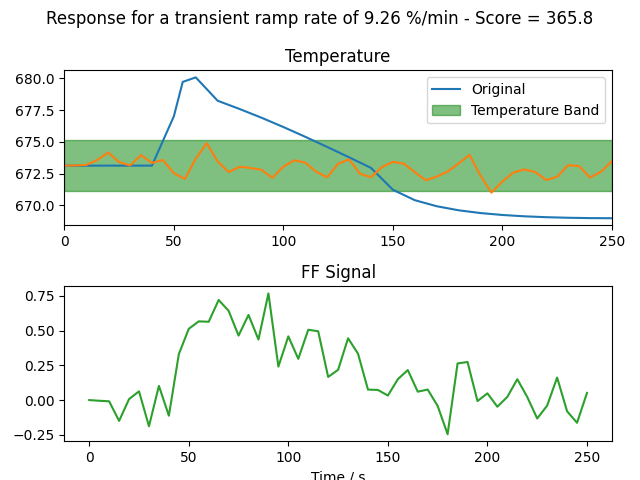 Response for a transient ramp rate of 9.26 %/min - Score = 365.8
Temperature
680.0
677.5
675.0
672.5
670.0
Original
Temperature Band
0 50 100 150 200 250
FF Signal
0.75
0.50
0.25
0.00
−0.25
0 50 100 150 200 250
Time / s